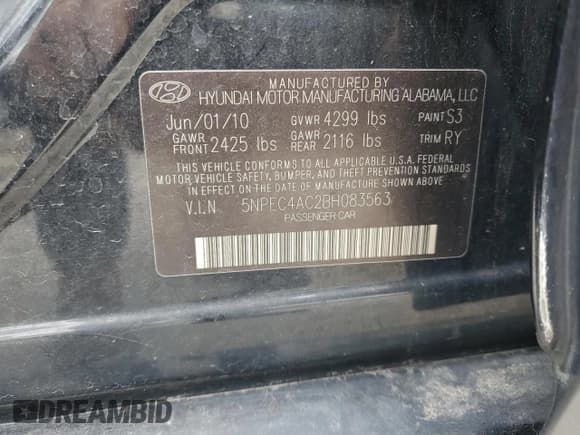 MANUFACTURED BY
HYUNDAI MOTOR MANUFACTURING ALABAMA, LLC
Jun/01/10 GVWR 4299 lbs PAINT S3
GAWR FRONT 2425 lbs GAWR REAR 2116 lbs TRIM RY
THIS VEHICLE CONFORMS TO ALL APPLICABLE U.S.A. FEDERAL
MOTOR VEHICLE SAFETY, BUMPER, AND THEFT PREVENTION STANDARDS
IN EFFECT ON THE DATE OF MANUFACTURE SHOWN ABOVE.
V.I.N 5NPEC4AC2BH083563
PASSENGER CAR
DREAMBID